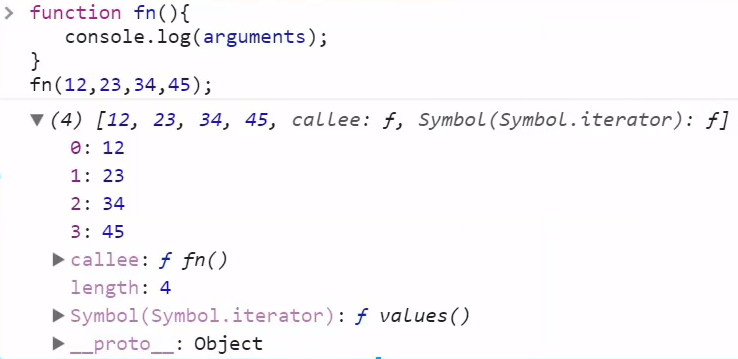 > function fn(){
console.log(arguments);
}
fn(12,23,34,45);
▼ (4) [12, 23, 34, 45, callee: ƒ, Symbol(Symbol.iterator): ƒ]
0: 12
1: 23
2: 34
3: 45
▶ callee: ƒ fn()
length: 4
▶ Symbol(Symbol.iterator): ƒ values()
▶ __proto__: Object